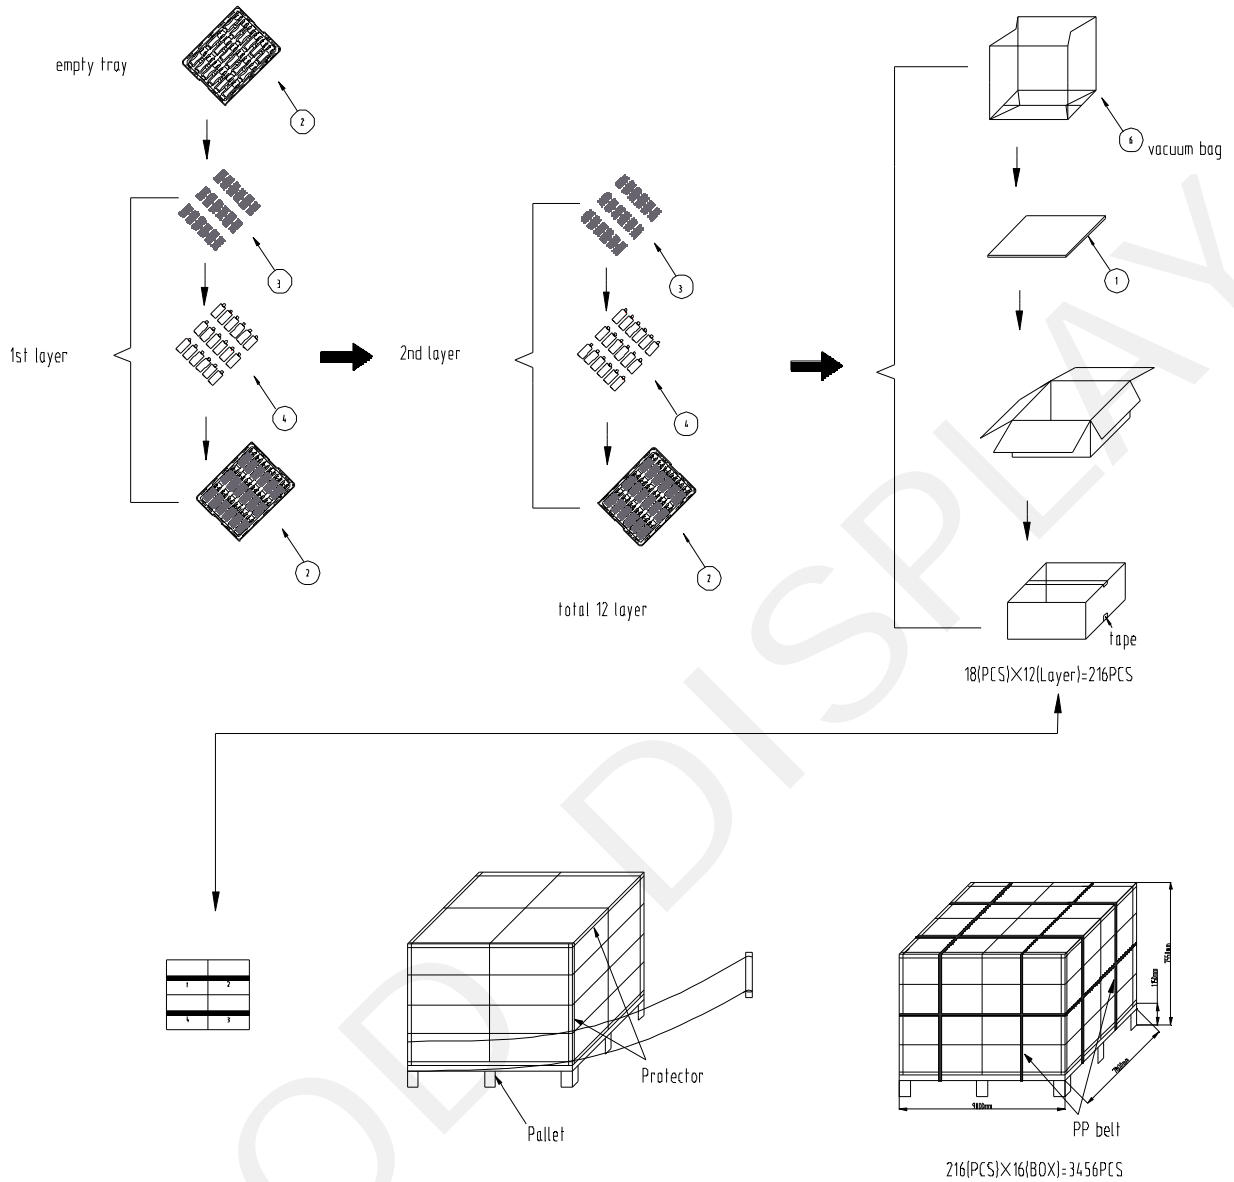 empty tray
2
6
vacuum bag
3
3
1
1st layer
2nd layer
4
4
2
2
total 12 layer
tape
18(PCS)×12(Layer)=216PCS
1 2
4 3
Protector
Pallet
PP belt
216(PCS)×16(BOX)=3456PCS
OD DISPLAY